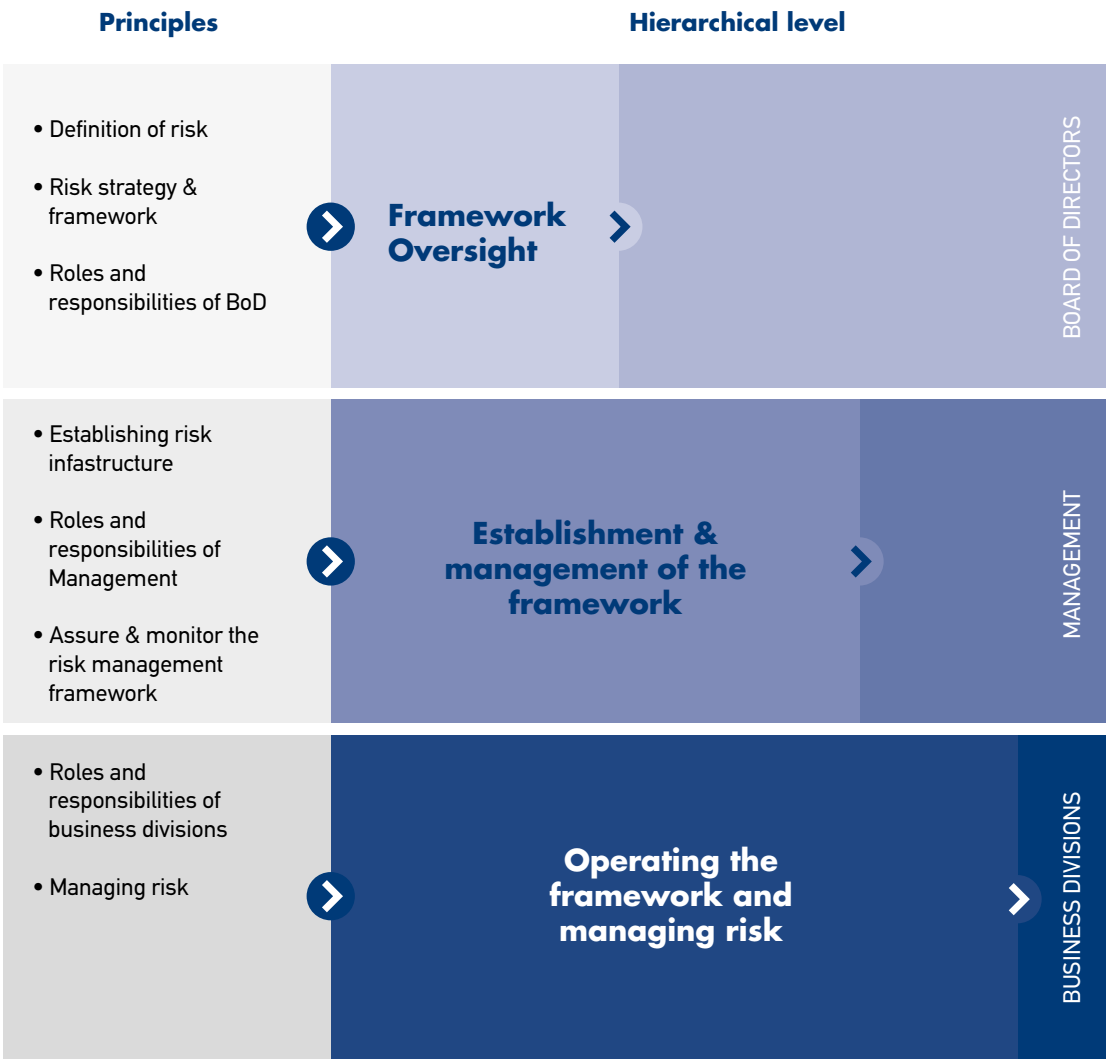 Principles
Hierarchical level
• Definition of risk
• Risk strategy &
framework
• Roles and
responsibilities of BoD
Framework
Oversight
BOARD OF DIRECTORS
• Establishing risk
infastructure
• Roles and
responsibilities of
Management
• Assure & monitor the
risk management
framework
Establishment &
management of the
framework
MANAGEMENT
• Roles and
responsibilities of
business divisions
• Managing risk
Operating the
framework and
managing risk
BUSINESS DIVISIONS